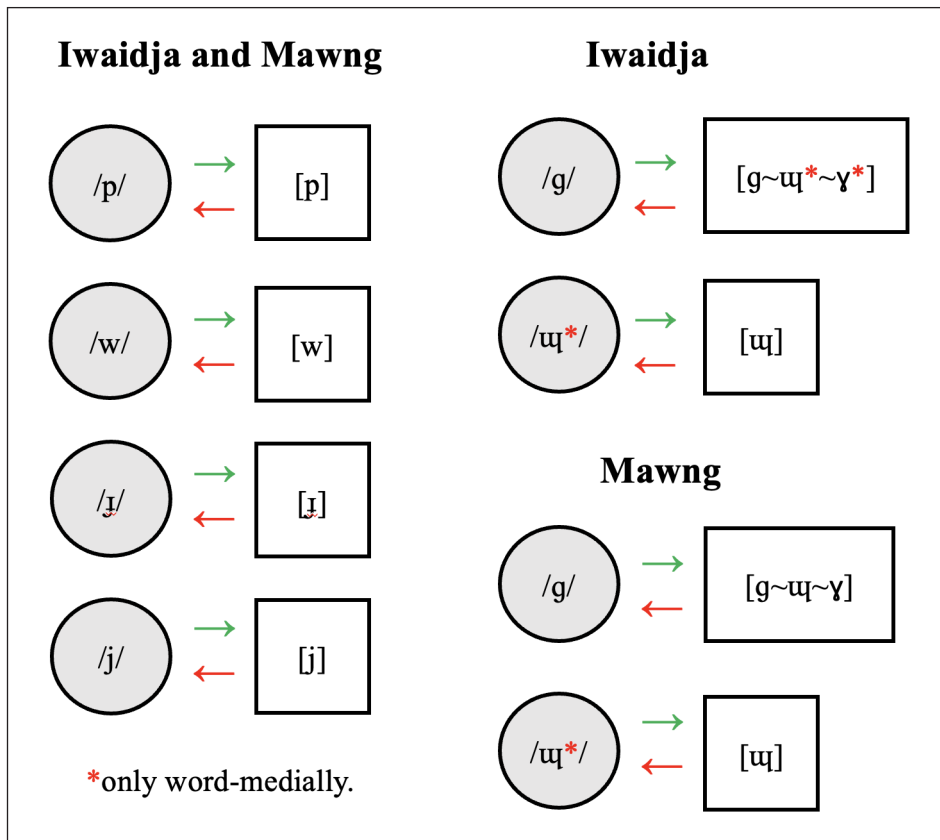 Iwaidja and Mawng
/p/
[p]
/w/
[w]
/ɟ/
[ɟ]
/j/
[j]
*only word-medially.
Iwaidja
/ɡ/
[ɡ~ɰ*~ɣ*]
/ɰ*/
[ɰ]
Mawng
/ɡ/
[ɡ~ɰ~ɣ]
/ɰ*/
[ɰ]